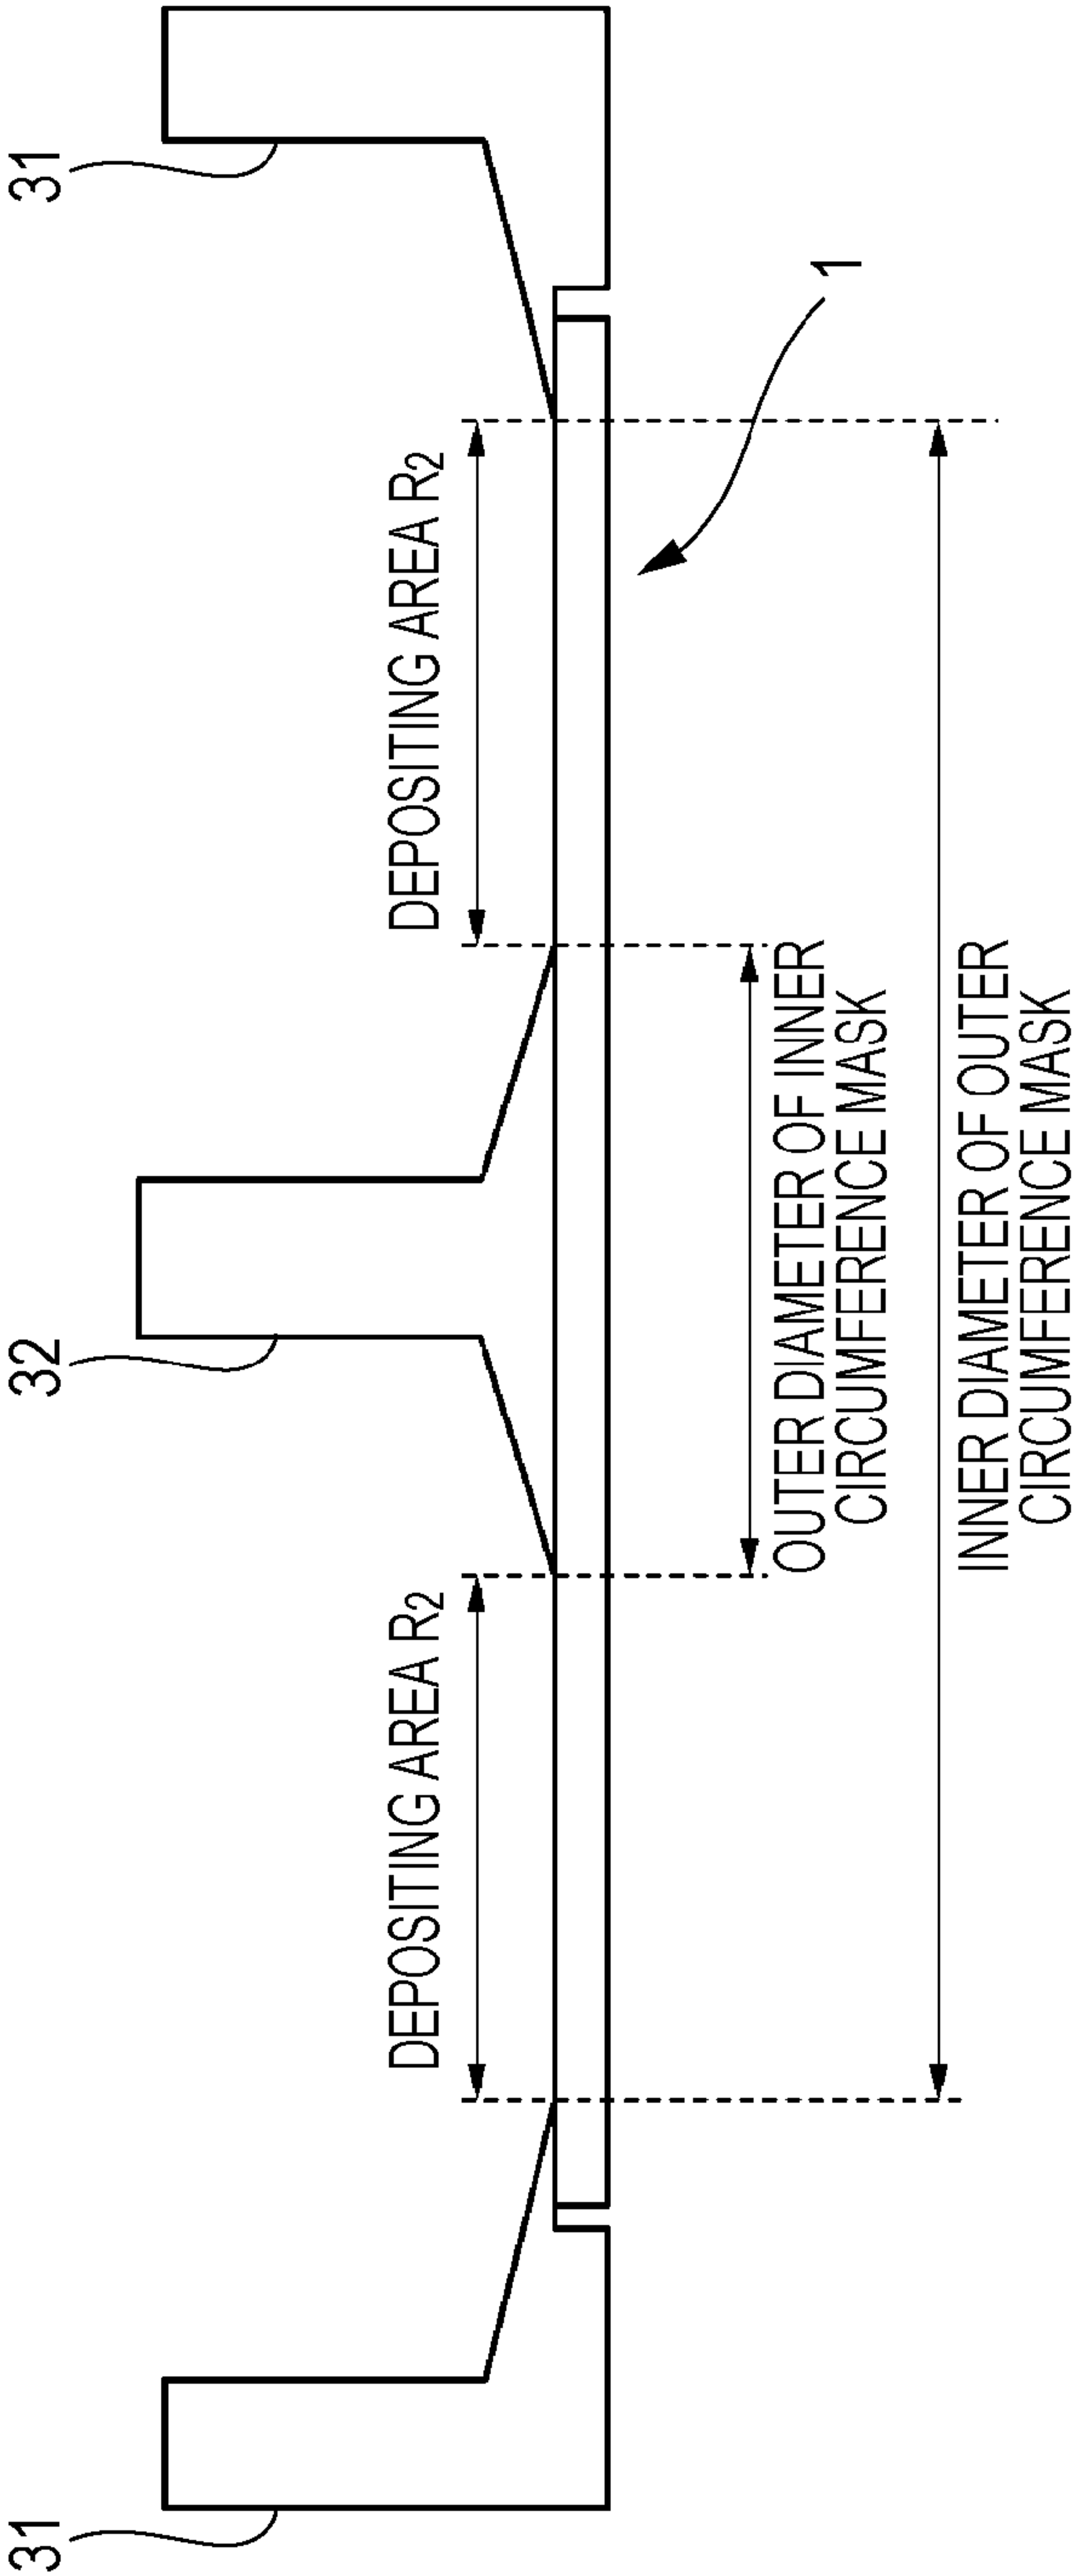 31
32
31
DEPOSITING AREA R2
DEPOSITING AREA R2
1
OUTER DIAMETER OF INNER
CIRCUMFERENCE MASK
INNER DIAMETER OF OUTER
CIRCUMFERENCE MASK